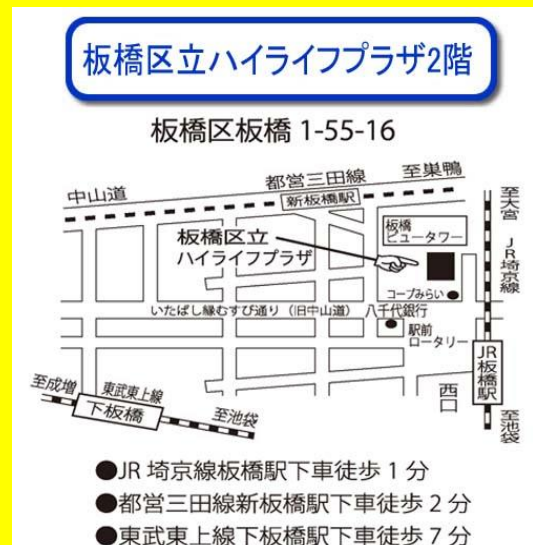 板橋区立ハイライフプラザ2階
板橋区板橋 1-55-16
中山道
都営三田線
至巣鴨
新板橋駅
至大宮
JR埼京線
板橋
ビュータワー
板橋区立
ハイライフプラザ
コープみらい
いたばし縁むすび通り（旧中山道）
八千代銀行
駅前
ロータリー
JR板橋駅
西口
至池袋
至成増
東武東上線
下板橋
至池袋
●JR 埼京線板橋駅下車徒歩 1 分
●都営三田線新板橋駅下車徒歩 2 分
●東武東上線下板橋駅下車徒歩 7 分